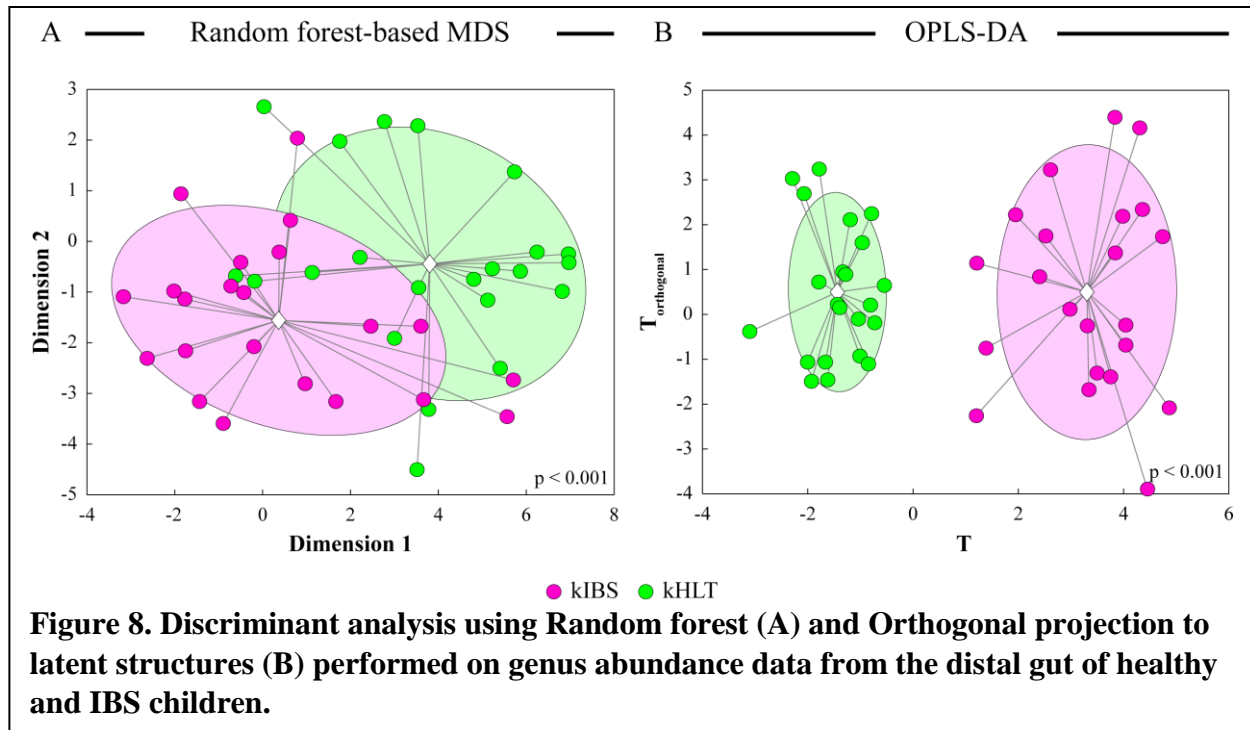 A Random forest-based MDS B OPLS-DA
3
2
1
0
-1
-2
-3
-4
-5
Dimension 2
-4 -2 0 2 4 6 8
Dimension 1
p < 0.001
5
4
3
2
1
0
-1
-2
-3
-4
Torthogonal
-4 -2 0 2 4 6
T
p < 0.001
kIBS kHLT
Figure 8. Discriminant analysis using Random forest (A) and Orthogonal projection to
latent structures (B) performed on genus abundance data from the distal gut of healthy
and IBS children.